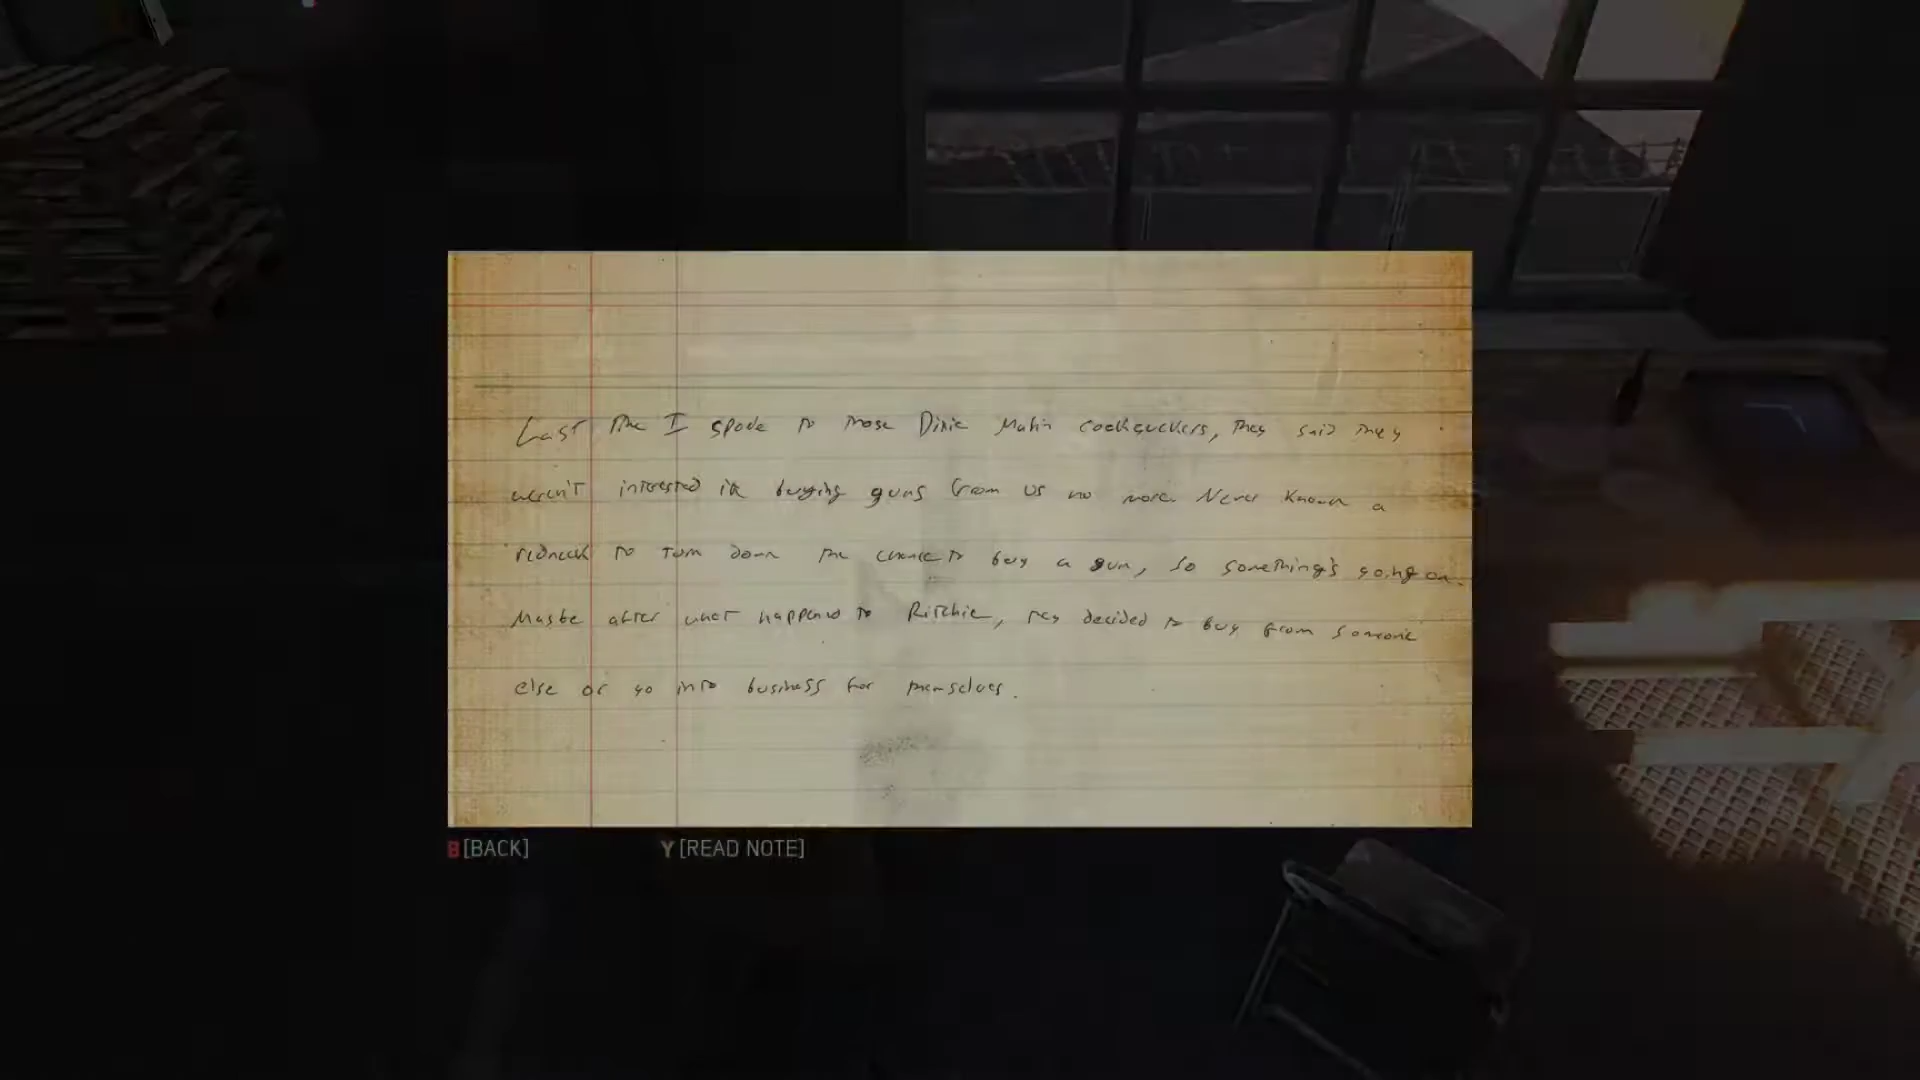 Last time I spoke to those Dixie Mafia cocksuckers, they said they
weren't interested in buying guns from us no more. Never known a
redneck to turn down the chance to buy a gun, so something's going on.
Maybe after what happened to Ritchie, they decided to buy from someone
else or go into business for themselves.
B[BACK] Y[READ NOTE]